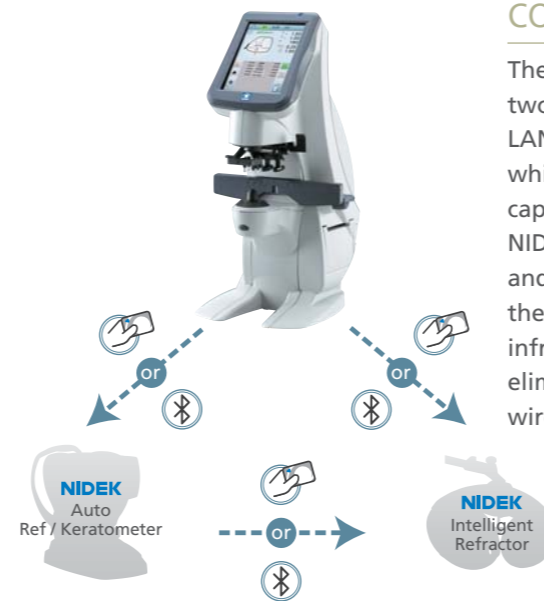 CO
The
two
LAN
whi
cap
NID
and
the
infr
elim
wir
or
or
NIDEK
Auto
Ref / Keratometer
or
NIDEK
Intelligent
Refractor